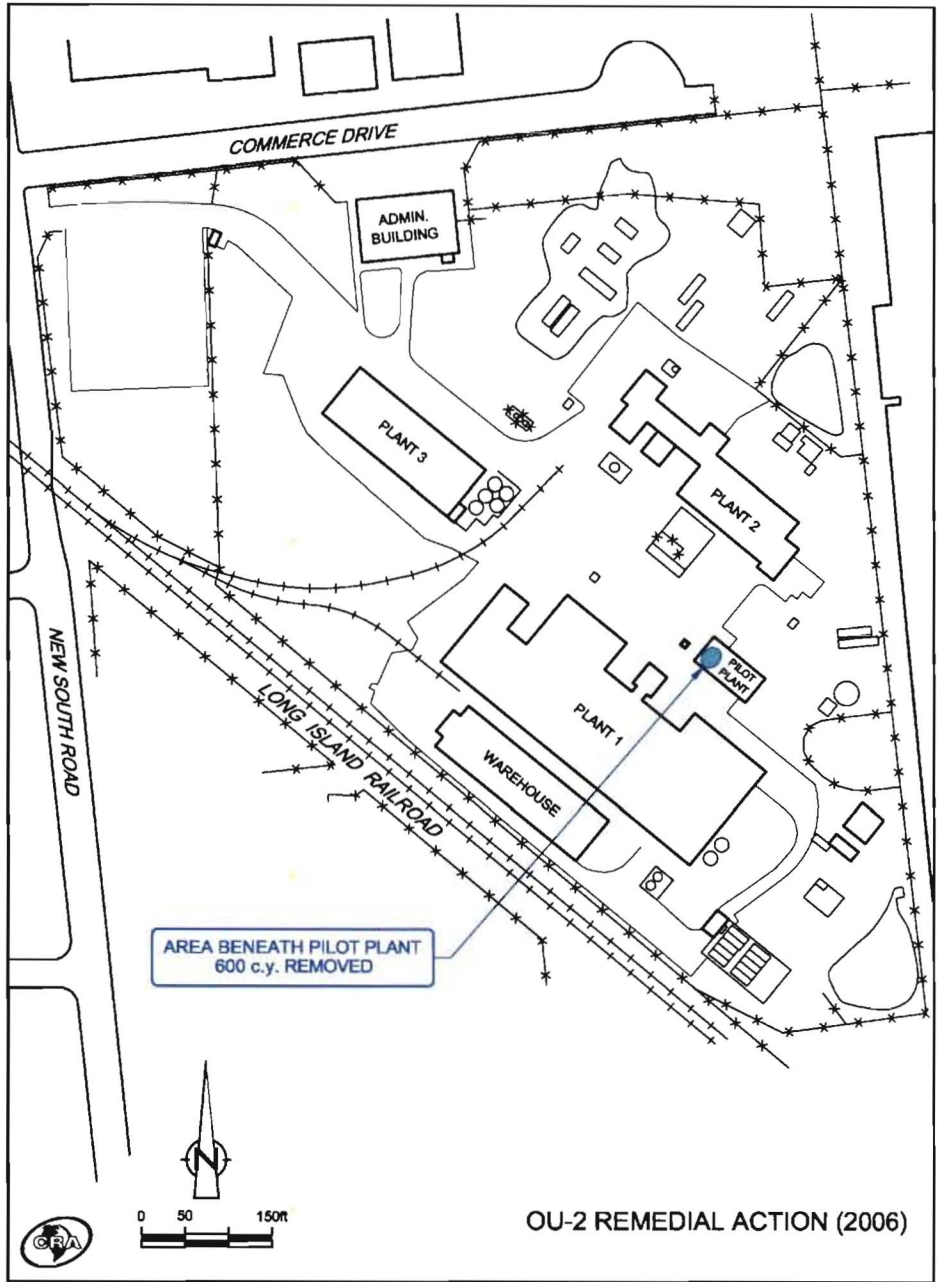 COMMERCE DRIVE
ADMIN.
BUILDING
PLANT 3
PLANT 2
PILOT
PLANT
PLANT 1
WAREHOUSE
NEW SOUTH ROAD
LONG ISLAND RAILROAD
AREA BENEATH PILOT PLANT
600 c.y. REMOVED
N
0 50 150ft
CRA
OU-2 REMEDIAL ACTION (2006)